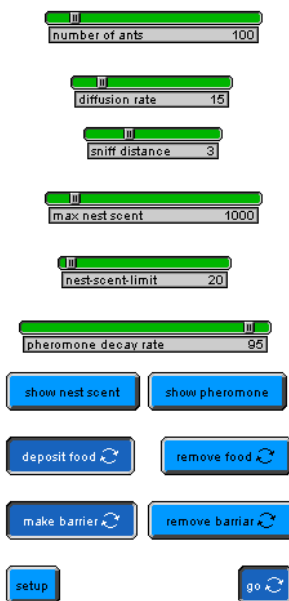 number of ants 100
diffusion rate 15
sniff distance 3
max nest scent 1000
nest-scent-limit 20
pheromone decay rate 95
show nest scent show pheromone
deposit food remove food
make barrier remove barriar
setup go